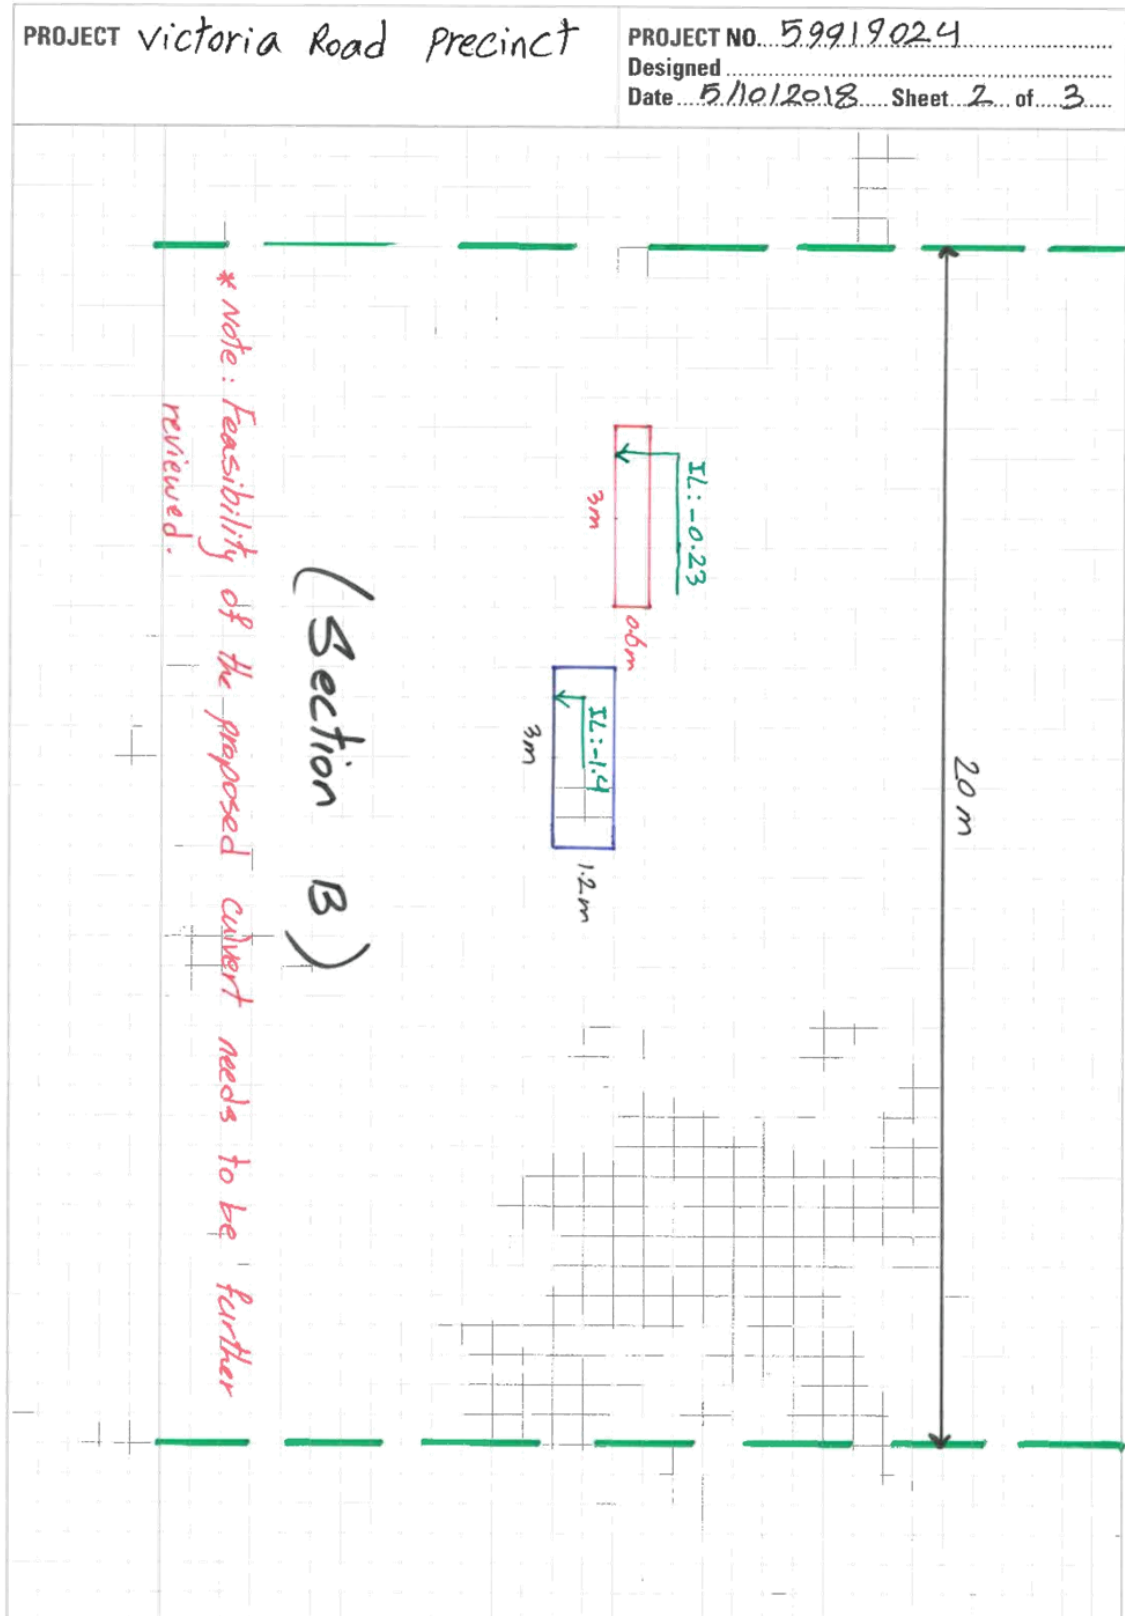 PROJECT Victoria Road Precinct
PROJECT NO. 59919024
Designed
Date 5/10/2018 Sheet 2 of 3
20 m
IL: -0.23
3m
0.6m
IL: -1.4
3m
1.2m
(Section B)
* Note: Feasibility of the proposed culvert needs to be further
reviewed.